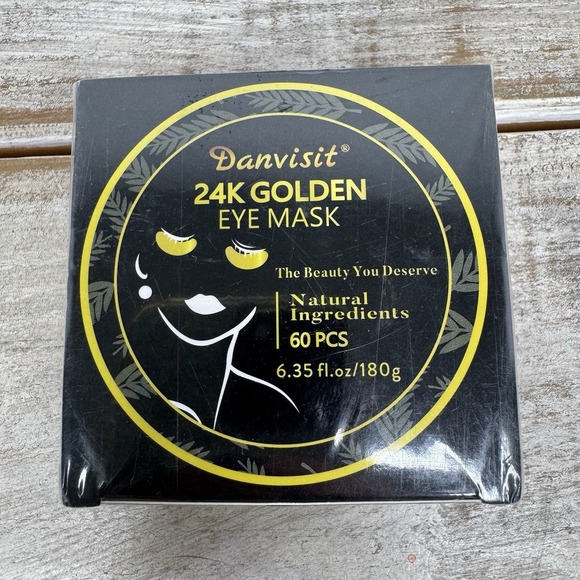 Danvisit®
24K GOLDEN
EYE MASK
The Beauty You Deserve
Natural
Ingredients
60 PCS
6.35 fl.oz/180g